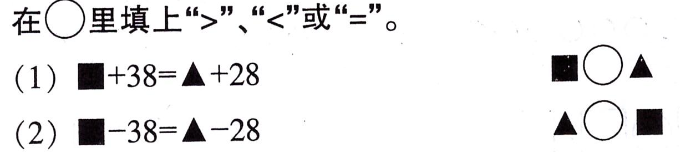 在○里填上“>”、“<”或“=”。
(1) ■+38=▲+28 ■○▲
(2) ■-38=▲-28 ▲○■